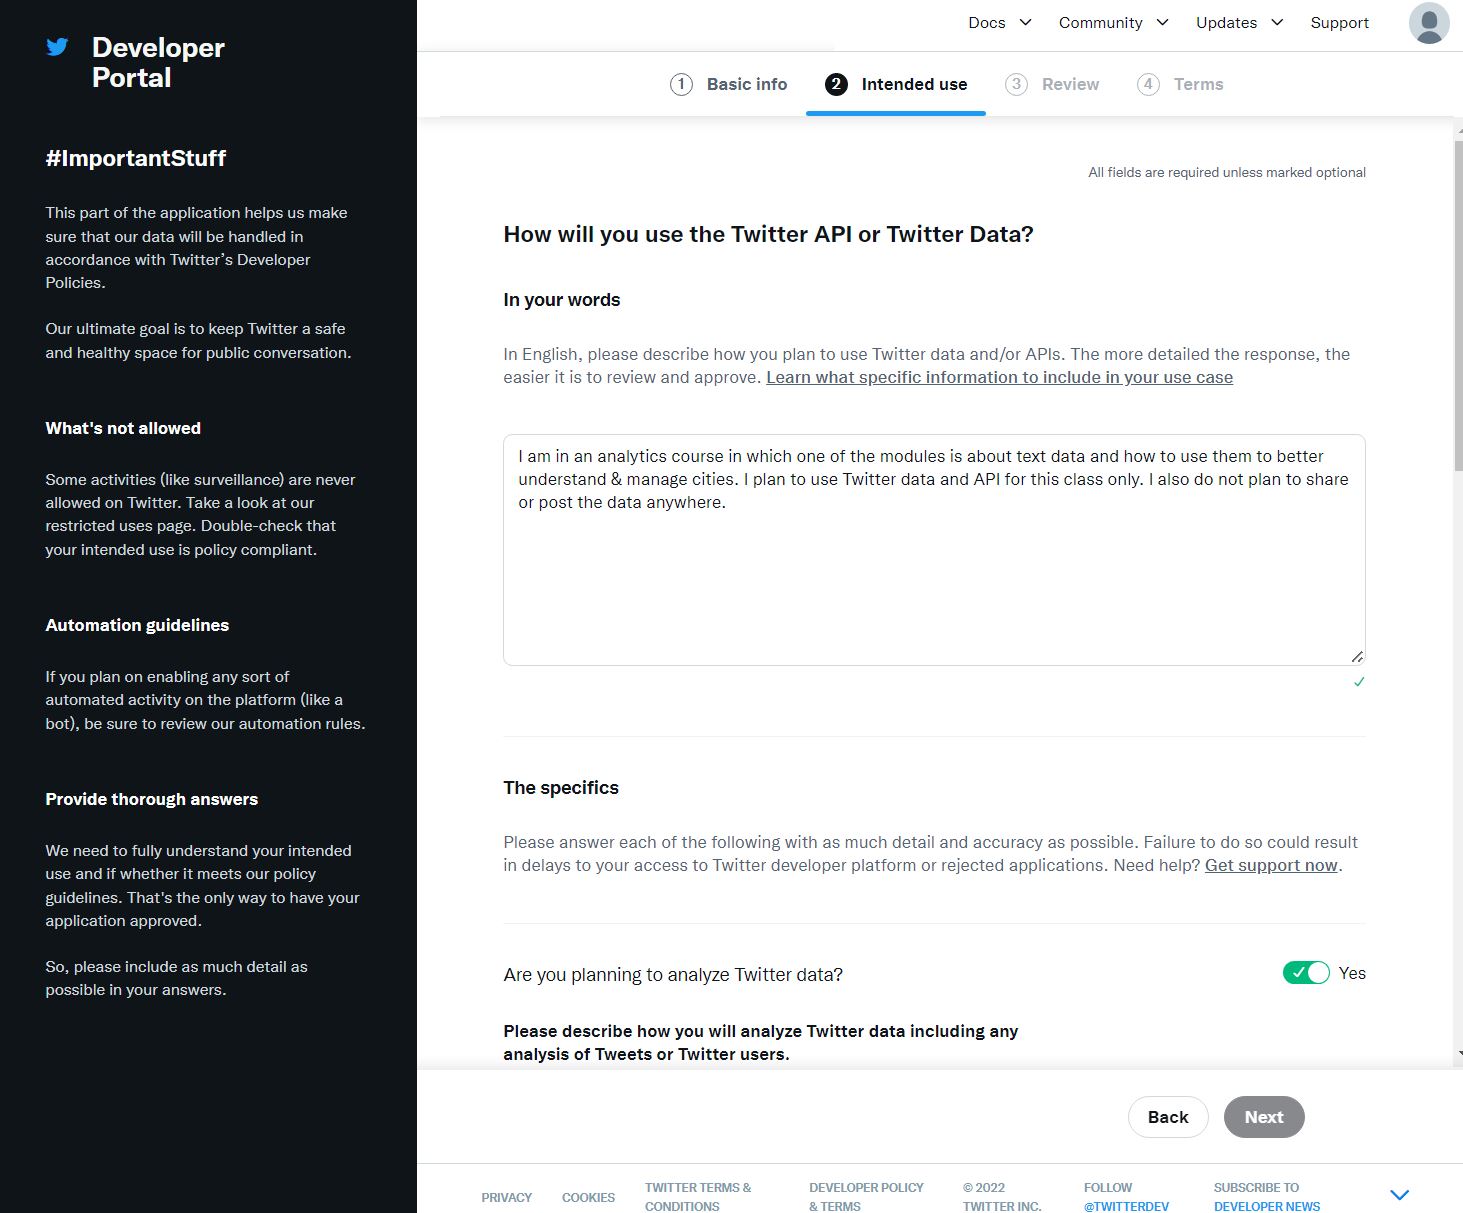 Developer
Portal
#ImportantStuff
This part of the application helps us make
sure that our data will be handled in
accordance with Twitter’s Developer
Policies.
Our ultimate goal is to keep Twitter a safe
and healthy space for public conversation.
What's not allowed
Some activities (like surveillance) are never
allowed on Twitter. Take a look at our
restricted uses page. Double-check that
your intended use is policy compliant.
Automation guidelines
If you plan on enabling any sort of
automated activity on the platform (like a
bot), be sure to review our automation rules.
Provide thorough answers
We need to fully understand your intended
use and if whether it meets our policy
guidelines. That's the only way to have your
application approved.
So, please include as much detail as
possible in your answers.
Docs Community Updates Support
1 Basic info 2 Intended use 3 Review 4 Terms
All fields are required unless marked optional
How will you use the Twitter API or Twitter Data?
In your words
In English, please describe how you plan to use Twitter data and/or APIs. The more detailed the response, the
easier it is to review and approve. Learn what specific information to include in your use case
I am in an analytics course in which one of the modules is about text data and how to use them to better
understand & manage cities. I plan to use Twitter data and API for this class only. I also do not plan to share
or post the data anywhere.
The specifics
Please answer each of the following with as much detail and accuracy as possible. Failure to do so could result
in delays to your access to Twitter developer platform or rejected applications. Need help? Get support now.
Are you planning to analyze Twitter data? Yes
Please describe how you will analyze Twitter data including any
analysis of Tweets or Twitter users.
Back Next
PRIVACY COOKIES
TWITTER TERMS &
CONDITIONS
DEVELOPER POLICY
& TERMS
© 2022
TWITTER INC.
FOLLOW
@TWITTERDEV
SUBSCRIBE TO
DEVELOPER NEWS